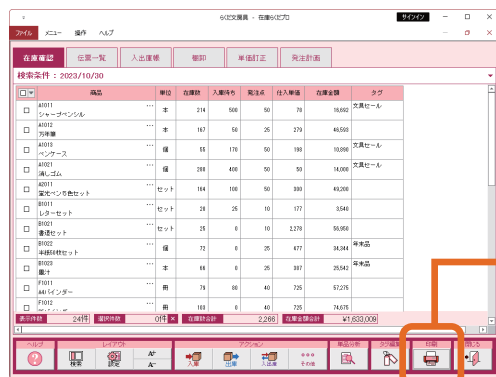 らくだ文房具 - 在庫らくだプロ
サインイン
ファイル メニュー 操作 ヘルプ
在庫確認 伝票一覧 入出庫帳 棚卸 単価訂正 発注計画
検索条件：2023/10/30
商品 単位 在庫数 入庫待ち 発注点 仕入単価 在庫金額 タグ
A1011 ... 文具セール
シャープペンシル 本 214 500 50 78 16,692
A1012 ...
万年筆 本 167 50 25 279 46,593
A1013 ... 文具セール
ペンケース 個 55 170 50 198 10,890
A1021 ... 文具セール
消しゴム 個 280 400 50 50 14,000
A2011 ...
蛍光ペン5色セット セット 164 100 50 300 49,200
B1011 ...
レターセット セット 20 25 10 177 3,540
B1021 ...
書道セット セット 25 0 10 2,278 56,950
B1022 ... 年末品
半紙50枚セット 個 72 0 25 477 34,344
B1023 ... 年末品
墨汁 本 66 0 25 387 25,542
F1011 ...
A4バインダー 冊 79 80 40 725 57,275
F1012 ...
冊 103 0 40 725 74,675
表示件数 24件 選択件数 0件 × 在庫数合計 2,266 在庫金額合計 ¥1,633,009
ヘルプ レイアウト アクション 単品分析 タグ編集 印刷 閉じる
検索 設定 A+ A- 入庫 出庫 入出庫 その他